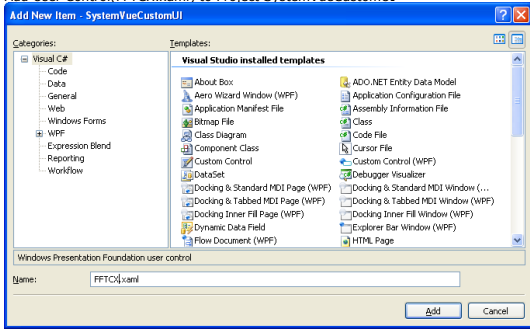 Add New Item - SystemVueCustomUI
Categories:
Templates:
Visual C#
Code
Data
General
Web
Windows Forms
WPF
Expression Blend
Reporting
Workflow
Visual Studio installed templates
About Box
ADO.NET Entity Data Model
Aero Wizard Window (WPF)
Application Configuration File
Application Manifest File
Assembly Information File
Bitmap File
Class
Class Diagram
Code File
Component Class
Cursor File
Custom Control
Custom Control (WPF)
DataSet
Debugger Visualizer
Docking & Standard MDI Page (WPF)
Docking & Standard MDI Window (...
Docking & Tabbed MDI Page (WPF)
Docking & Tabbed MDI Window (WPF)
Docking Inner Fill Page (WPF)
Docking Inner Fill Window (WPF)
Dynamic Data Field
Explorer Bar Window (WPF)
Flow Document (WPF)
HTML Page
Windows Presentation Foundation user control
Name:
FFTCX.xaml
Add
Cancel